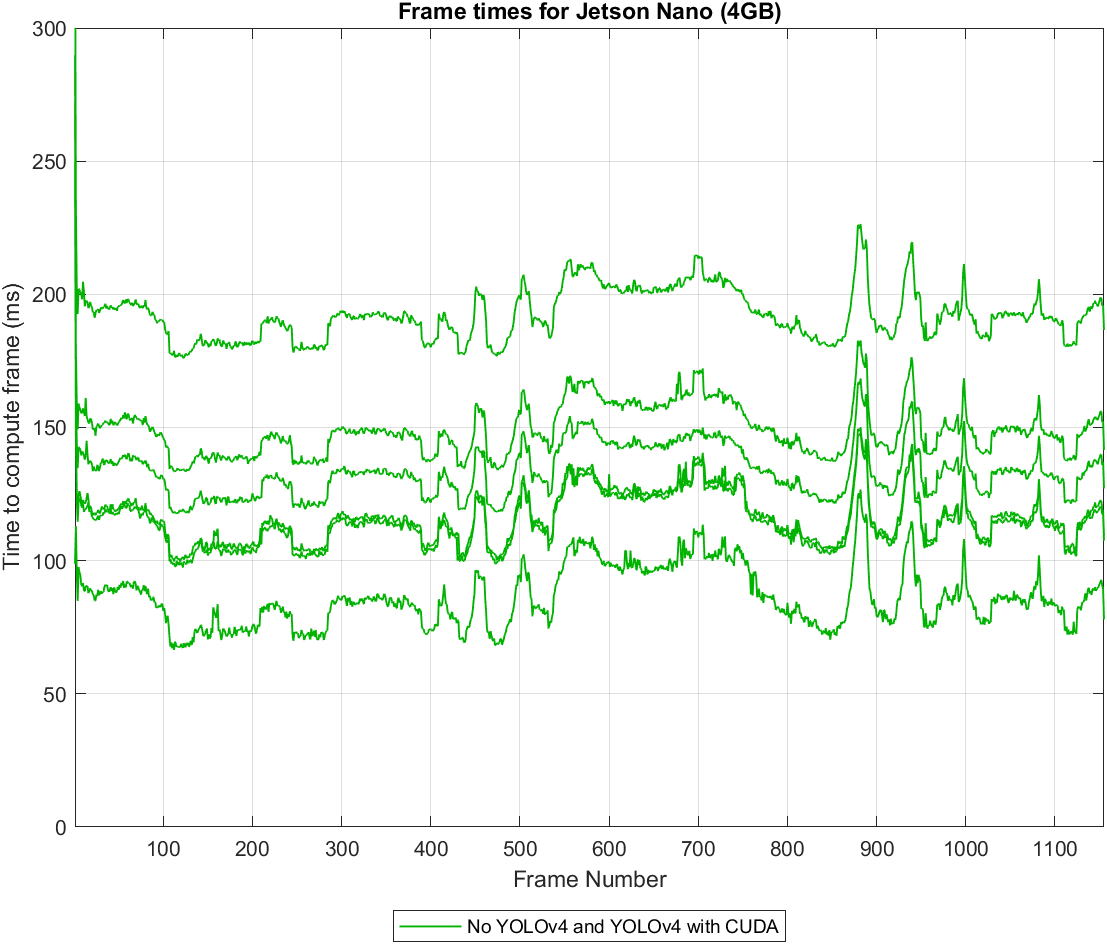 Frame times for Jetson Nano (4GB)
300
250
200
150
100
50
0
Time to compute frame (ms)
100 200 300 400 500 600 700 800 900 1000 1100
Frame Number
No YOLOv4 and YOLOv4 with CUDA